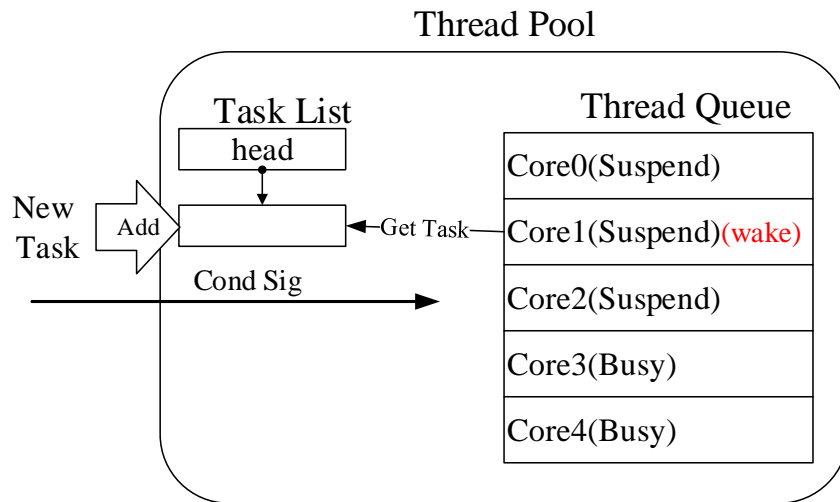 Thread Pool
Task List
head
New
Task
Add
Get Task
Cond Sig
Thread Queue
Core0(Suspend)
Core1(Suspend)(wake)
Core2(Suspend)
Core3(Busy)
Core4(Busy)